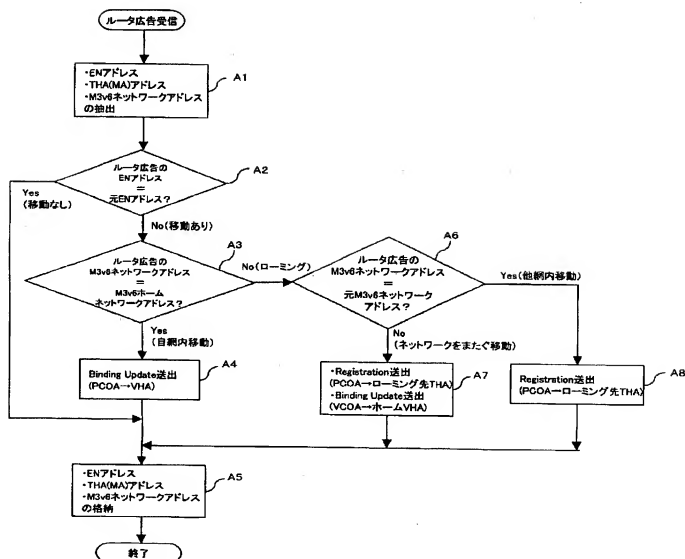 ルータ広告受信
・ENアドレス
・THA(MA)アドレス
・M3v6ネットワークアドレス
の抽出
A1
ルータ広告の
ENアドレス
=
元ENアドレス?
A2
Yes
(移動なし)
No(移動あり)
ルータ広告の
M3v6ネットワークアドレス
=
M3v6ホーム
ネットワークアドレス?
A3
No(ローミング)
ルータ広告の
M3v6ネットワークアドレス
=
元M3v6ネットワーク
アドレス?
A6
Yes(他網内移動)
Yes
(自網内移動)
No
(ネットワークをまたぐ移動)
Binding Update送出
(PCOA→VHA)
A4
・Registration送出
(PCOA→ローミング先THA)
・Binding Update送出
(VCOA→ホームVHA)
A7
Registration送出
(PCOA→ローミング先THA)
A8
・ENアドレス
・THA(MA)アドレス
・M3v6ネットワークアドレス
の格納
A5
終了